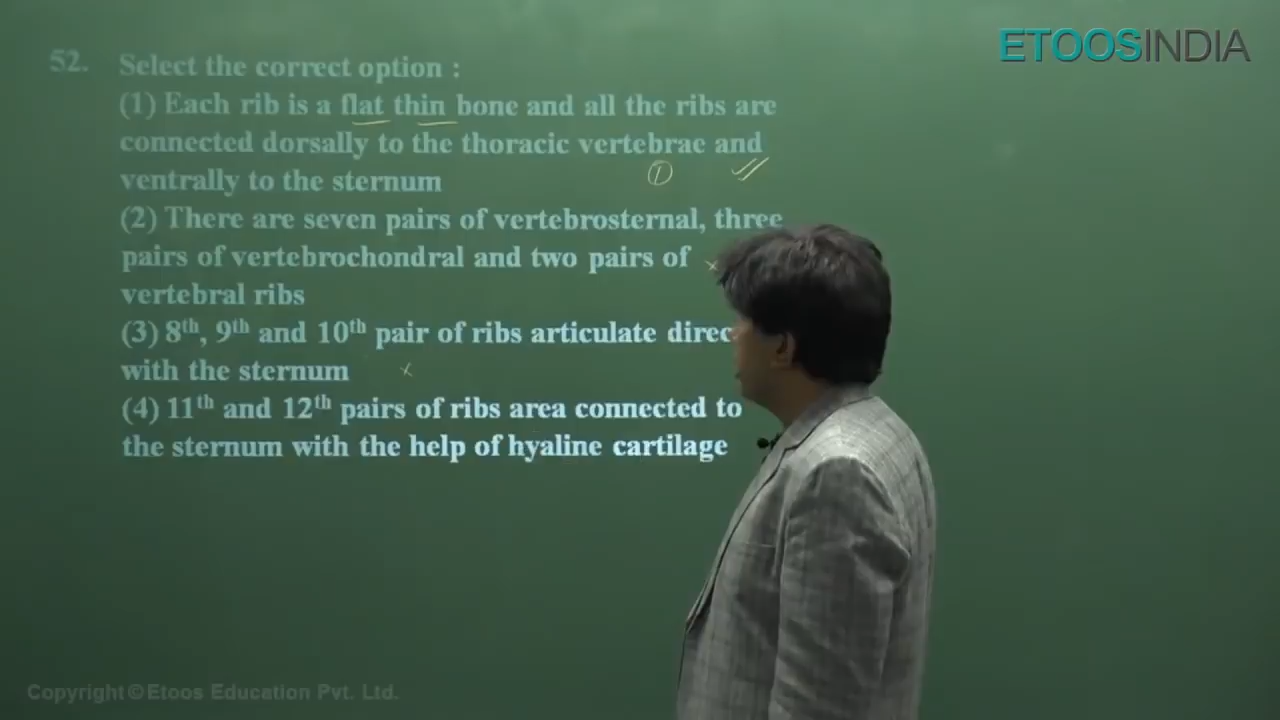 ETOOSINDIA
52. Select the correct option :
(1) Each rib is a flat thin bone and all the ribs are
connected dorsally to the thoracic vertebrae and
ventrally to the sternum
①
(2) There are seven pairs of vertebrosternal, three
pairs of vertebrochondral and two pairs of
vertebral ribs
(3) 8th, 9th and 10th pair of ribs articulate
with the sternum
(4) 11th and 12th pairs of ribs area connected to
the sternum with the help of hyaline cartilage
Copyright © Etoos Education Pvt. Ltd.